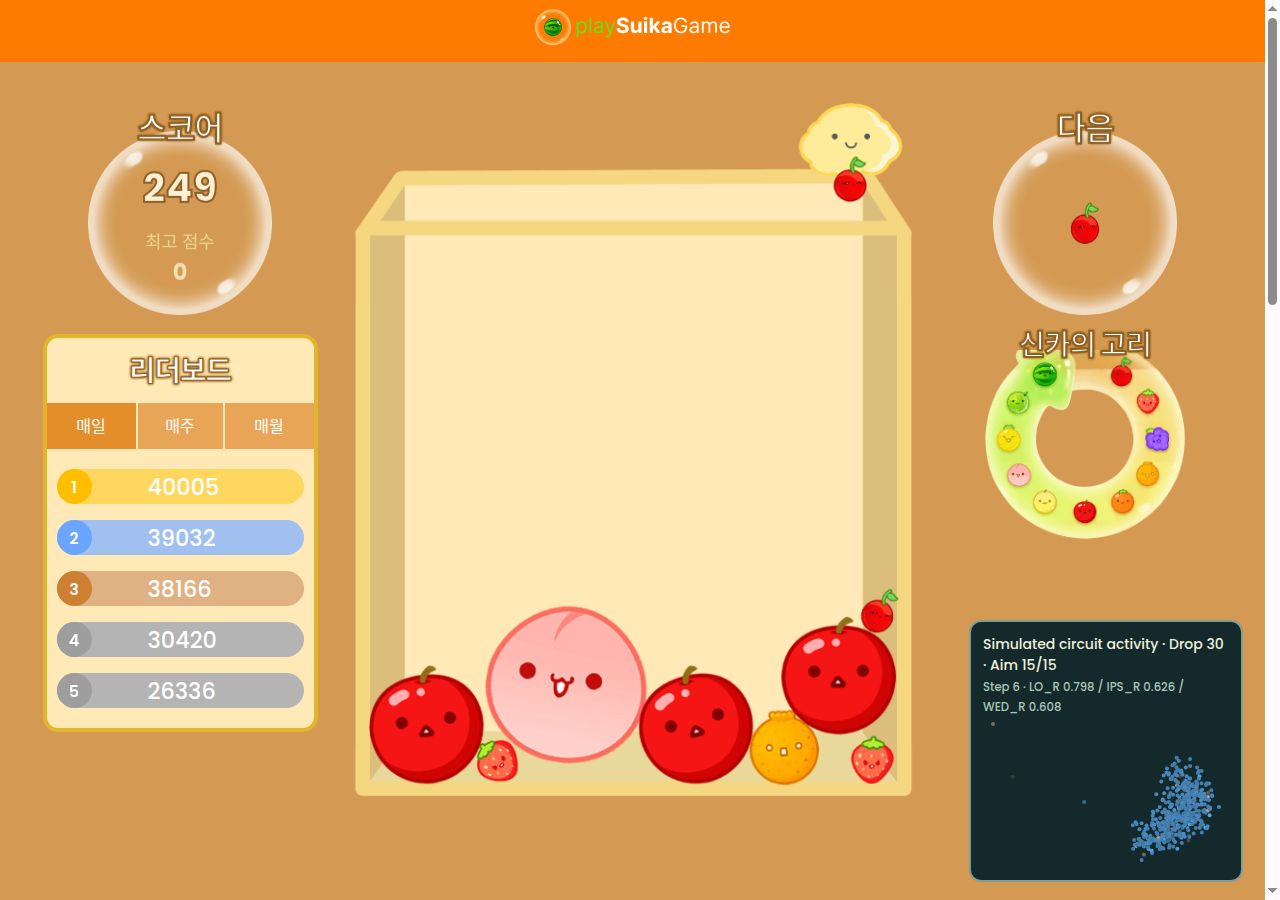 playSuikaGame
스코어
249
최고 점수
0
다음
신카의 고리
리더보드
매일 매주 매월
1 40005
2 39032
3 38166
4 30420
5 26336
Simulated circuit activity · Drop 30
· Aim 15/15
Step 6 · LO_R 0.798 / IPS_R 0.626 /
WED_R 0.608